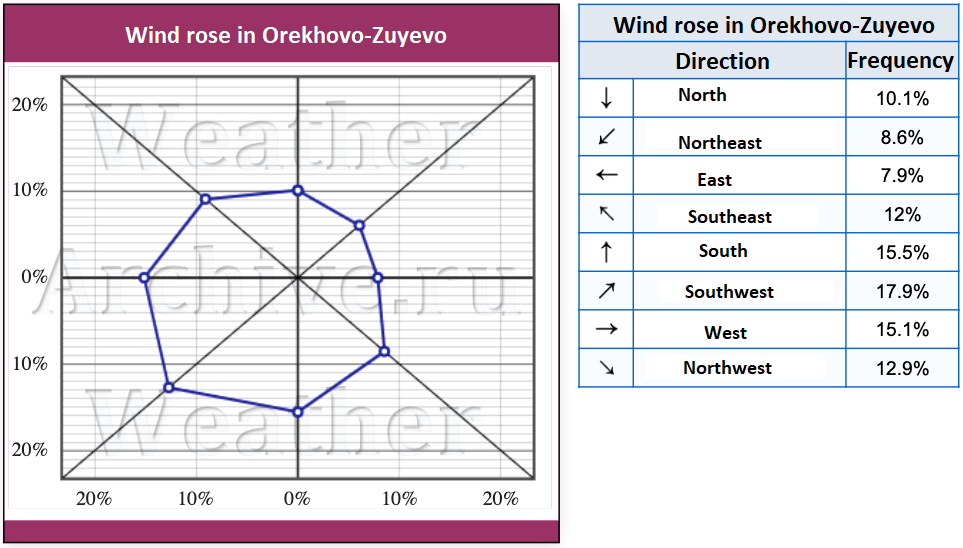 Wind rose in Orekhovo-Zuyevo
Weather
Archive.ru
Weather
20%
10%
0%
10%
20%
20%
10%
0%
10%
20%
Wind rose in Orekhovo-Zuyevo
Direction Frequency
↓ North 10.1%
↙ Northeast 8.6%
← East 7.9%
↖ Southeast 12%
↑ South 15.5%
↗ Southwest 17.9%
→ West 15.1%
↘ Northwest 12.9%